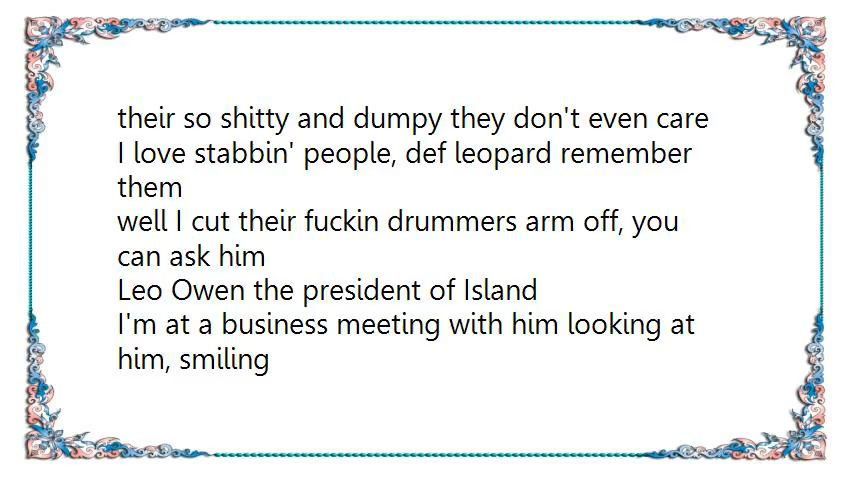 their so shitty and dumpy they don't even care
I love stabbin' people, def leopard remember
them
well I cut their fuckin drummers arm off, you
can ask him
Leo Owen the president of Island
I'm at a business meeting with him looking at
him, smiling